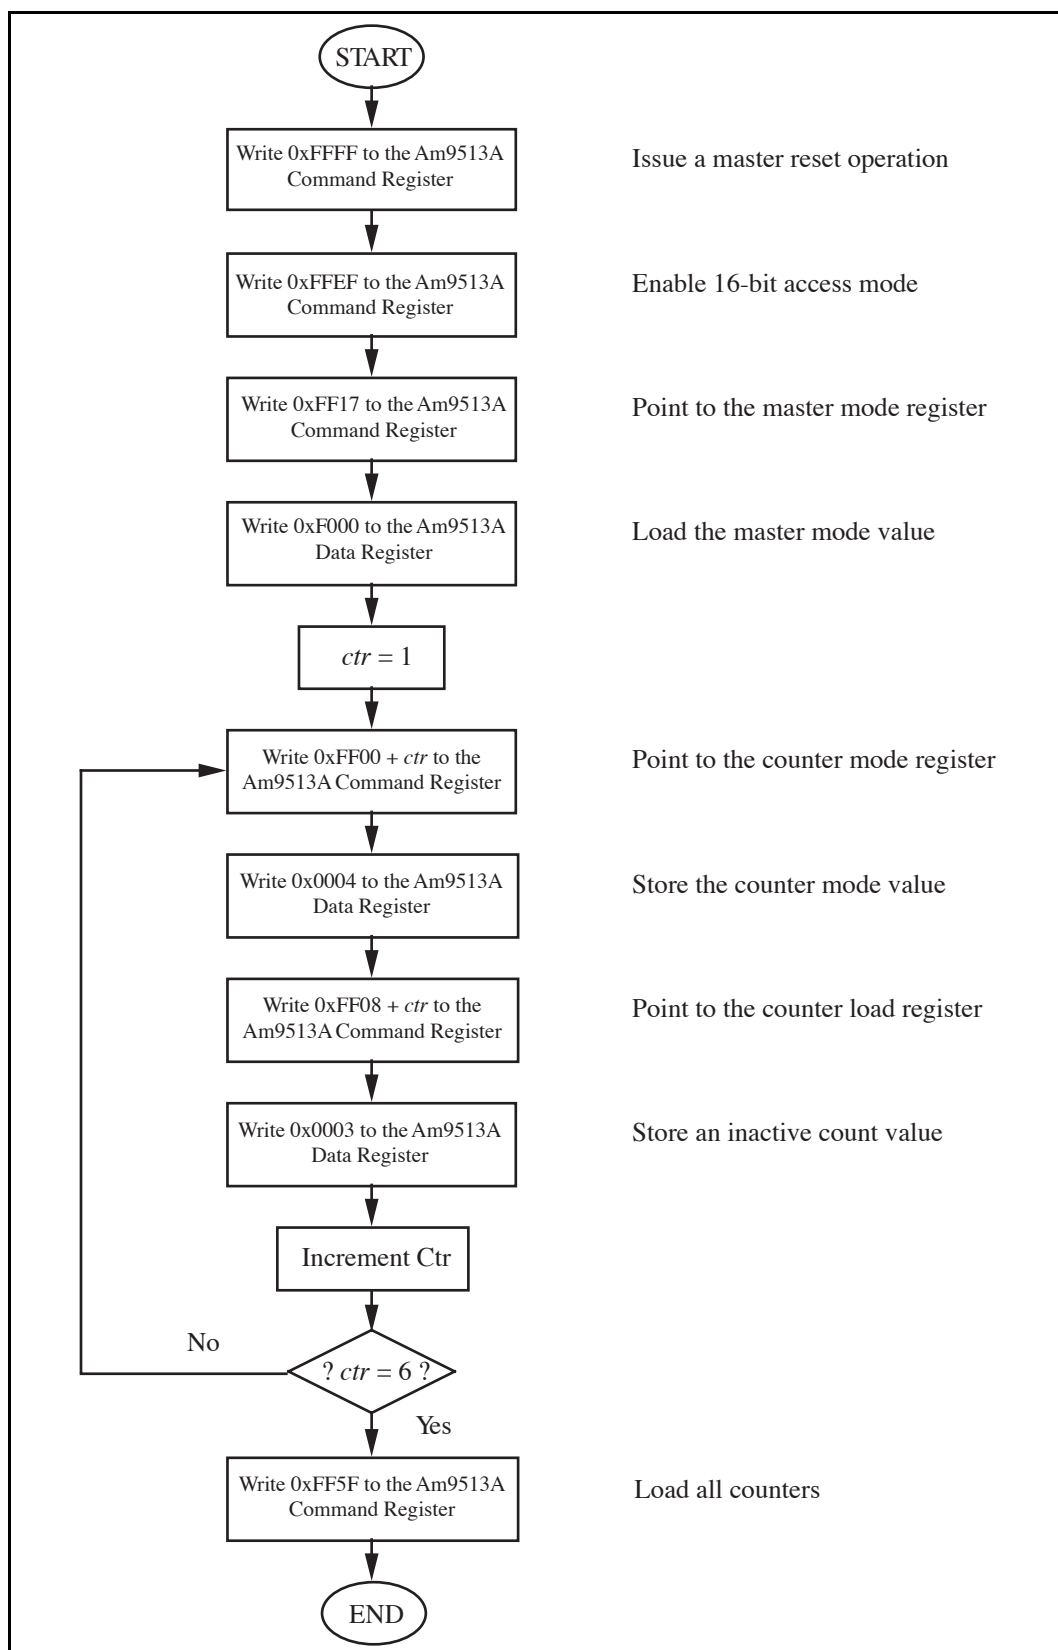 START
Write 0xFFFF to the Am9513A
Command Register
Issue a master reset operation
Write 0xFFEF to the Am9513A
Command Register
Enable 16-bit access mode
Write 0xFF17 to the Am9513A
Command Register
Point to the master mode register
Write 0xF000 to the Am9513A
Data Register
Load the master mode value
ctr = 1
Write 0xFF00 + ctr to the
Am9513A Command Register
Point to the counter mode register
Write 0x0004 to the Am9513A
Data Register
Store the counter mode value
Write 0xFF08 + ctr to the
Am9513A Command Register
Point to the counter load register
Write 0x0003 to the Am9513A
Data Register
Store an inactive count value
Increment Ctr
No
? ctr = 6 ?
Yes
Write 0xFF5F to the Am9513A
Command Register
Load all counters
END